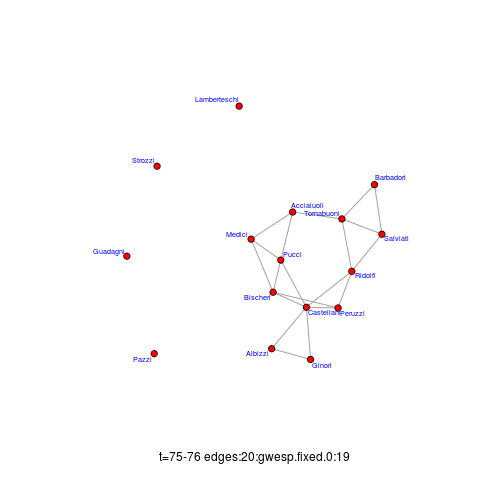 Lamberteschi
Strozzi
Barbadori
Acciaiuoli
Tornabuoni
Medici
Salviati
Guadagni
Pucci
Ridolfi
Bischeri
Castellani
Peruzzi
Albizzi
Pazzi
Ginori
t=75-76 edges:20:gwesp.fixed.0:19